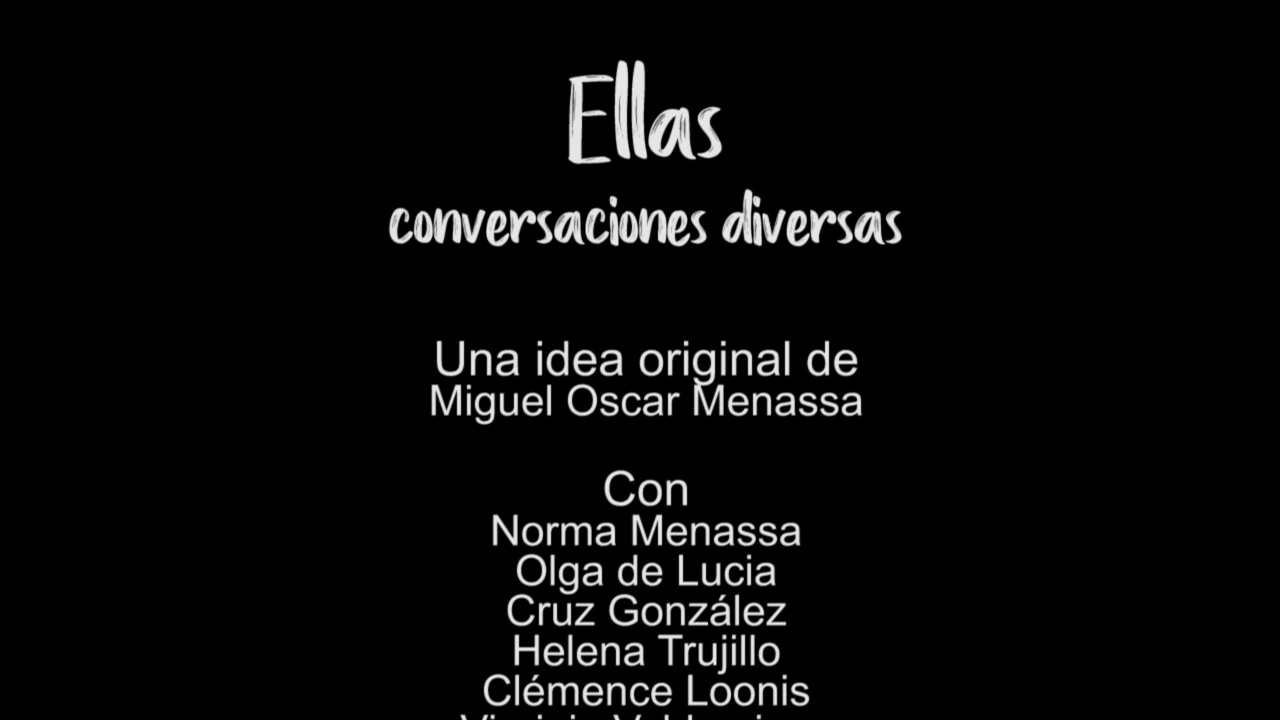 Ellas
conversaciones diversas
Una idea original de
Miguel Oscar Menassa
Con
Norma Menassa
Olga de Lucia
Cruz González
Helena Trujillo
Clémence Loonis